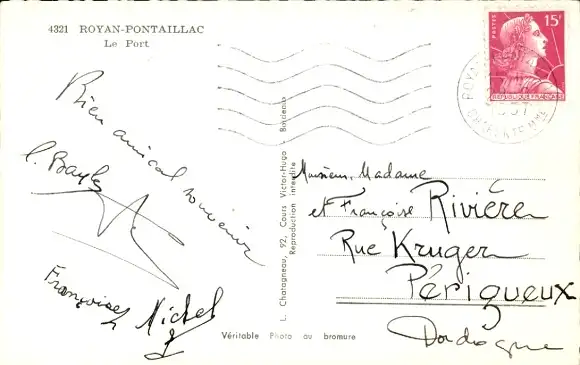 4321 ROYAN-PONTAILLAC
Le Port
Bien amical souvenir
Françoise
Michel
L. Chatagneau, 92, Cours Victor-Hugo - Bordeaux
Reproduction interdite
Véritable Photo au bromure
POSTES
15F
REPUBLIQUE FRANÇAISE
ROYAN
Monsieur, Madame
et Françoise Rivière
Rue Kruger
Périgueux
Dordogne